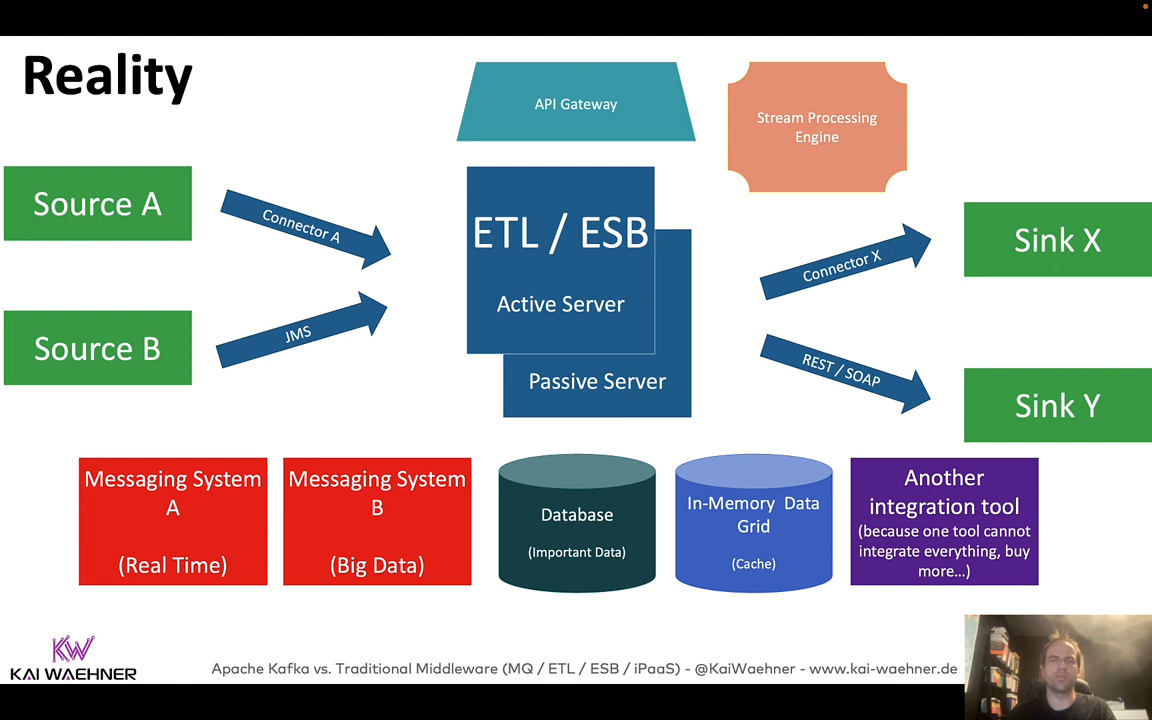 Reality
API Gateway
Stream Processing
Engine
Source A
Connector A
ETL / ESB
Active Server
Passive Server
Connector X
Sink X
Source B
JMS
REST / SOAP
Sink Y
Messaging System
A
(Real Time)
Messaging System
B
(Big Data)
Database
(Important Data)
In-Memory Data
Grid
(Cache)
Another
integration tool
(because one tool cannot
integrate everything, buy
more...)
KW
KAI WAEHNER
Apache Kafka vs. Traditional Middleware (MQ / ETL / ESB / iPaaS) - @KaiWaehner - www.kai-waehner.de